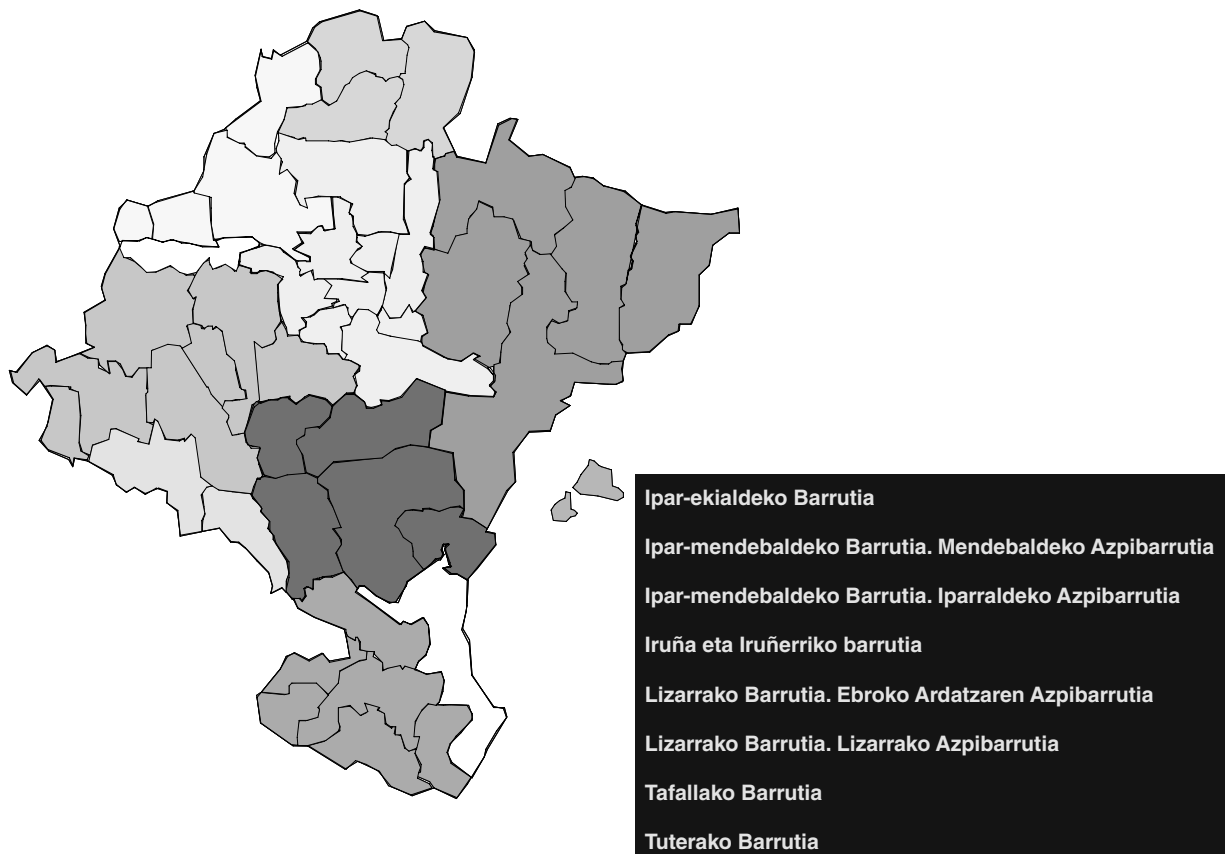 Ipar-ekialdeko Barrutia
Ipar-mendebaldeko Barrutia. Mendebaldeko Azpibarrutia
Ipar-mendebaldeko Barrutia. Iparraldeko Azpibarrutia
Iruña eta Iruñerriko barrutia
Lizarrako Barrutia. Ebroko Ardatzaren Azpibarrutia
Lizarrako Barrutia. Lizarrako Azpibarrutia
Tafallako Barrutia
Tuterako Barrutia